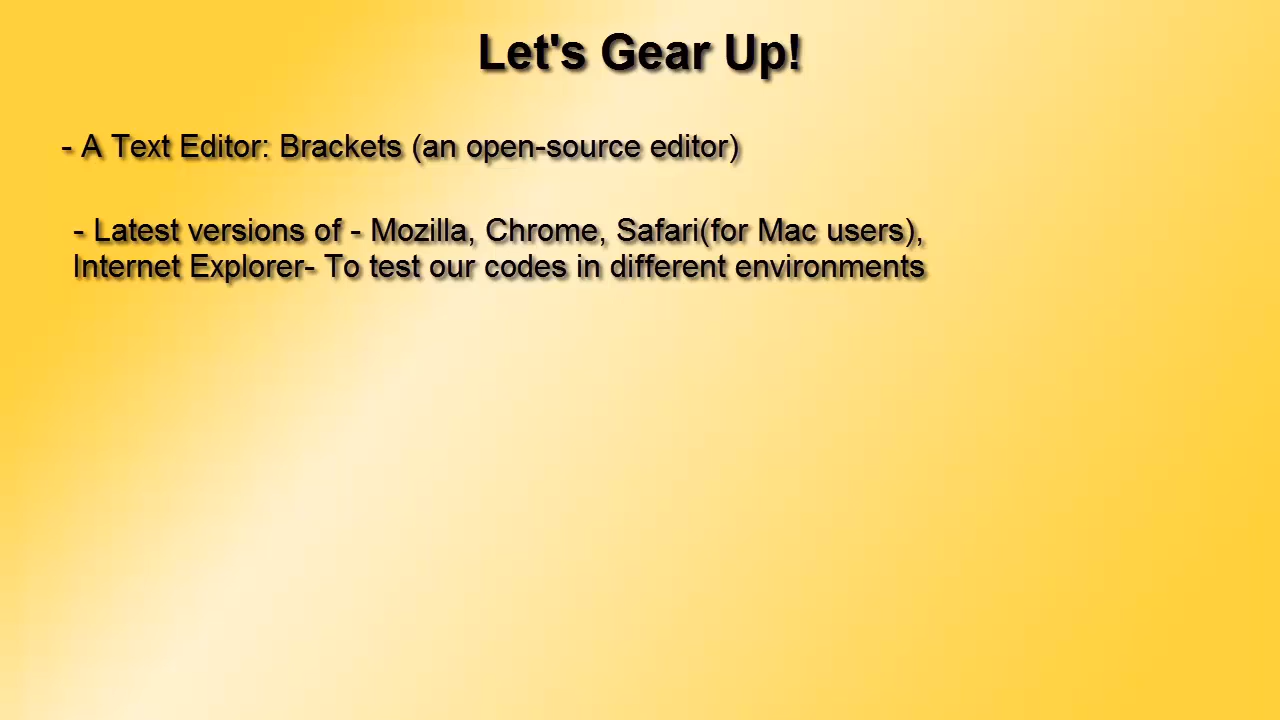 Let's Gear Up!
- A Text Editor: Brackets (an open-source editor)
- Latest versions of - Mozilla, Chrome, Safari(for Mac users),
Internet Explorer- To test our codes in different environments